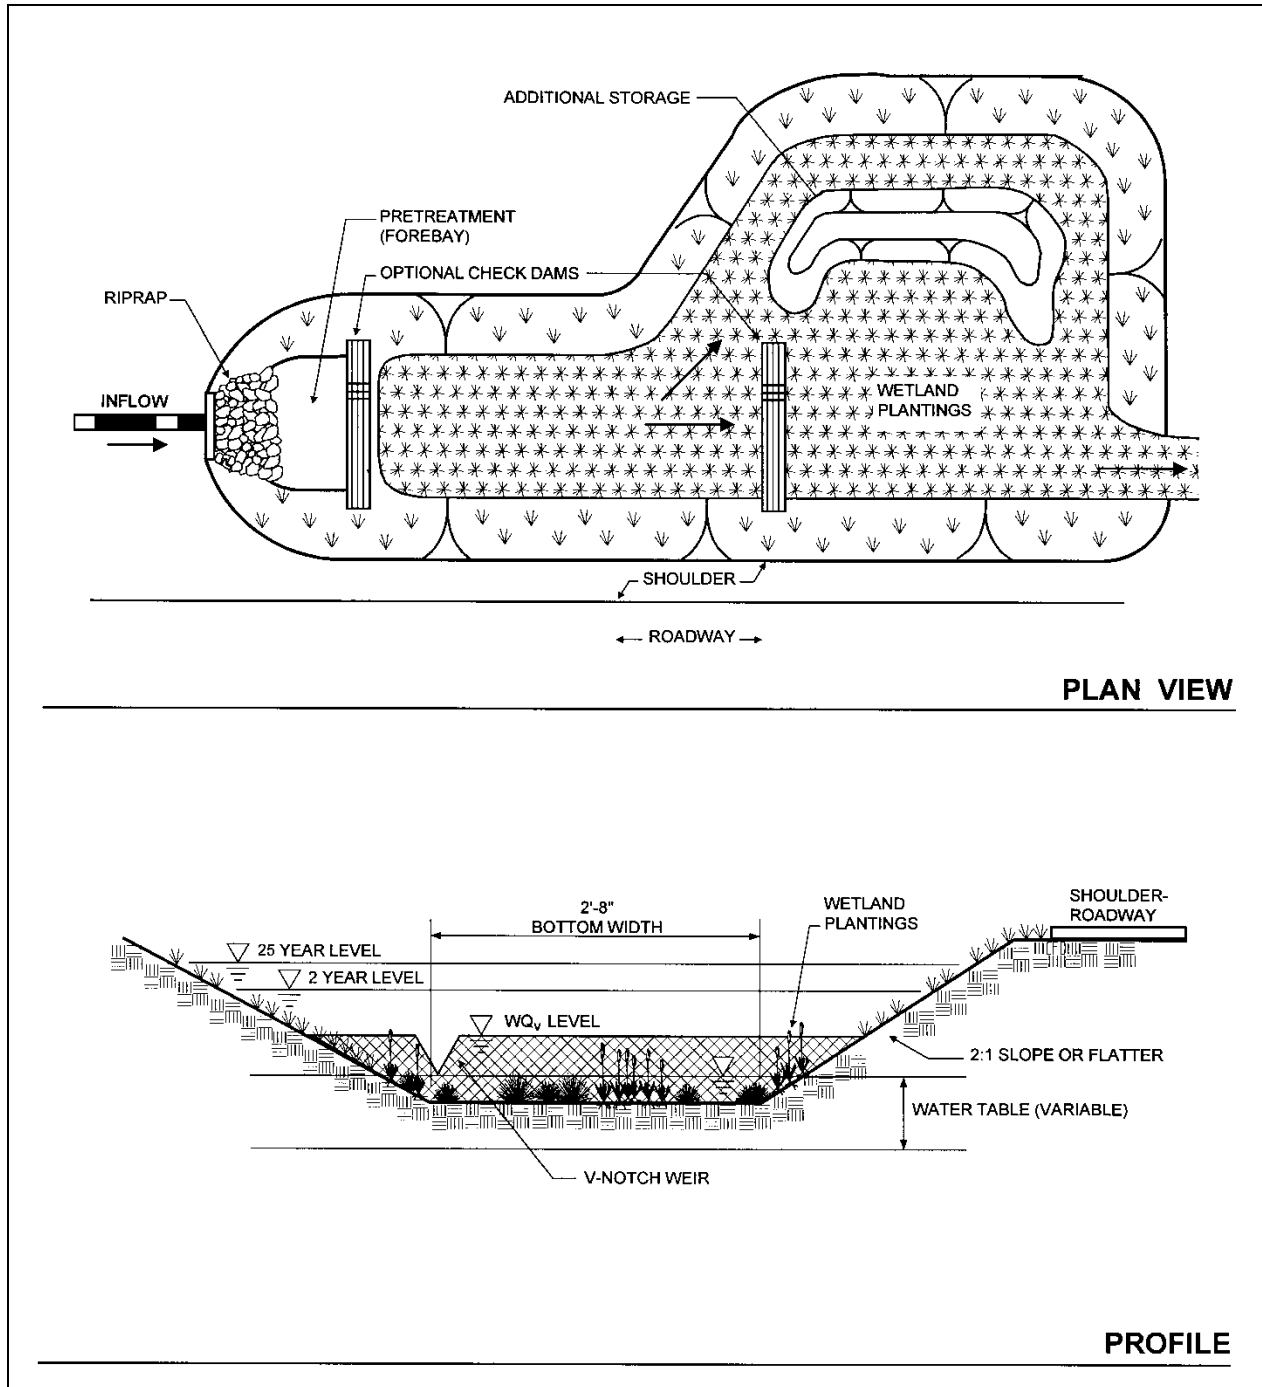 ADDITIONAL STORAGE
PRETREATMENT
(FOREBAY)
OPTIONAL CHECK DAMS
RIPRAP
INFLOW
WETLAND
PLANTINGS
SHOULDER
ROADWAY
PLAN VIEW
2'-8"
BOTTOM WIDTH
WETLAND
PLANTINGS
SHOULDER-
ROADWAY
25 YEAR LEVEL
2 YEAR LEVEL
WQv LEVEL
2:1 SLOPE OR FLATTER
WATER TABLE (VARIABLE)
V-NOTCH WEIR
PROFILE